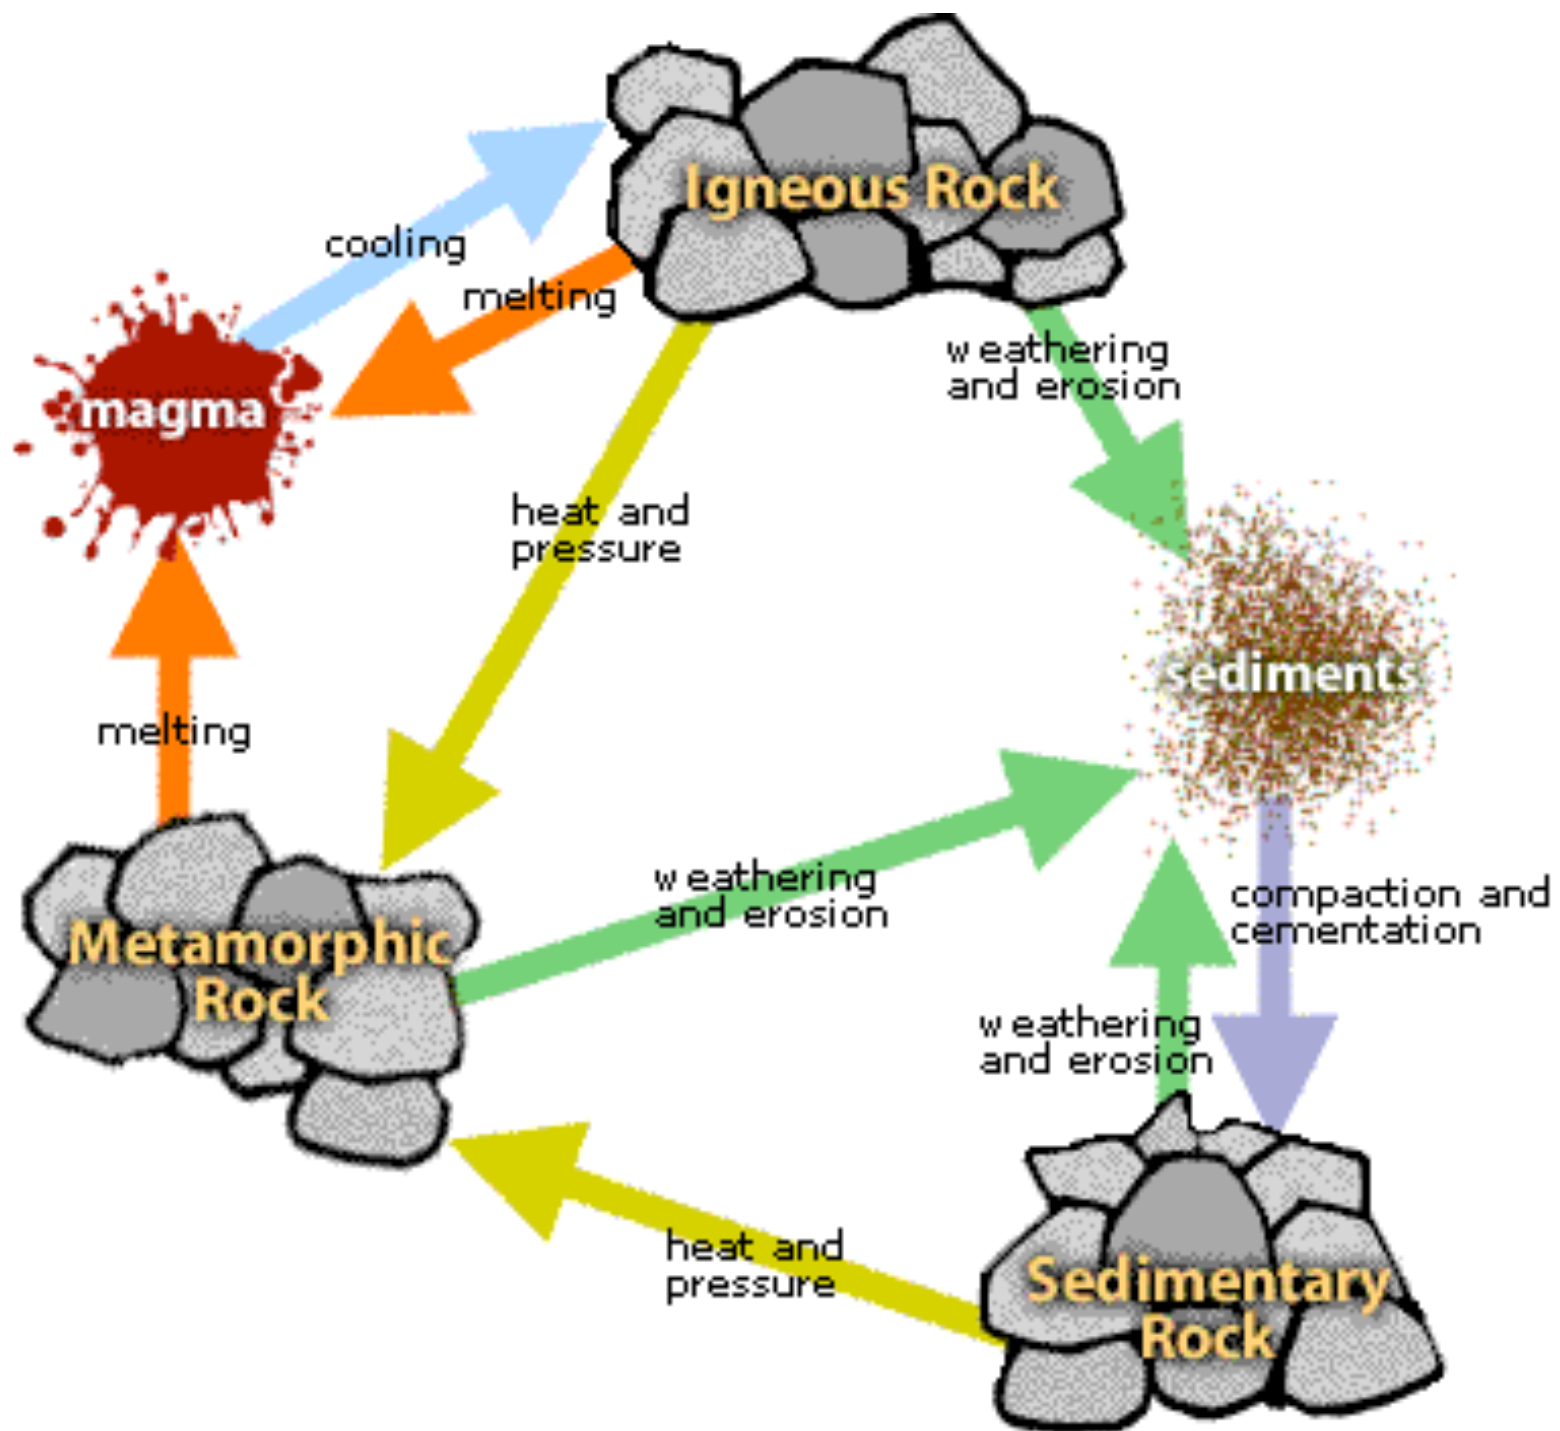 Igneous Rock
cooling
melting
weathering
and erosion
magma
heat and
pressure
sediments
melting
weathering
and erosion
compaction and
cementation
Metamorphic
Rock
weathering
and erosion
heat and
pressure
Sedimentary
Rock